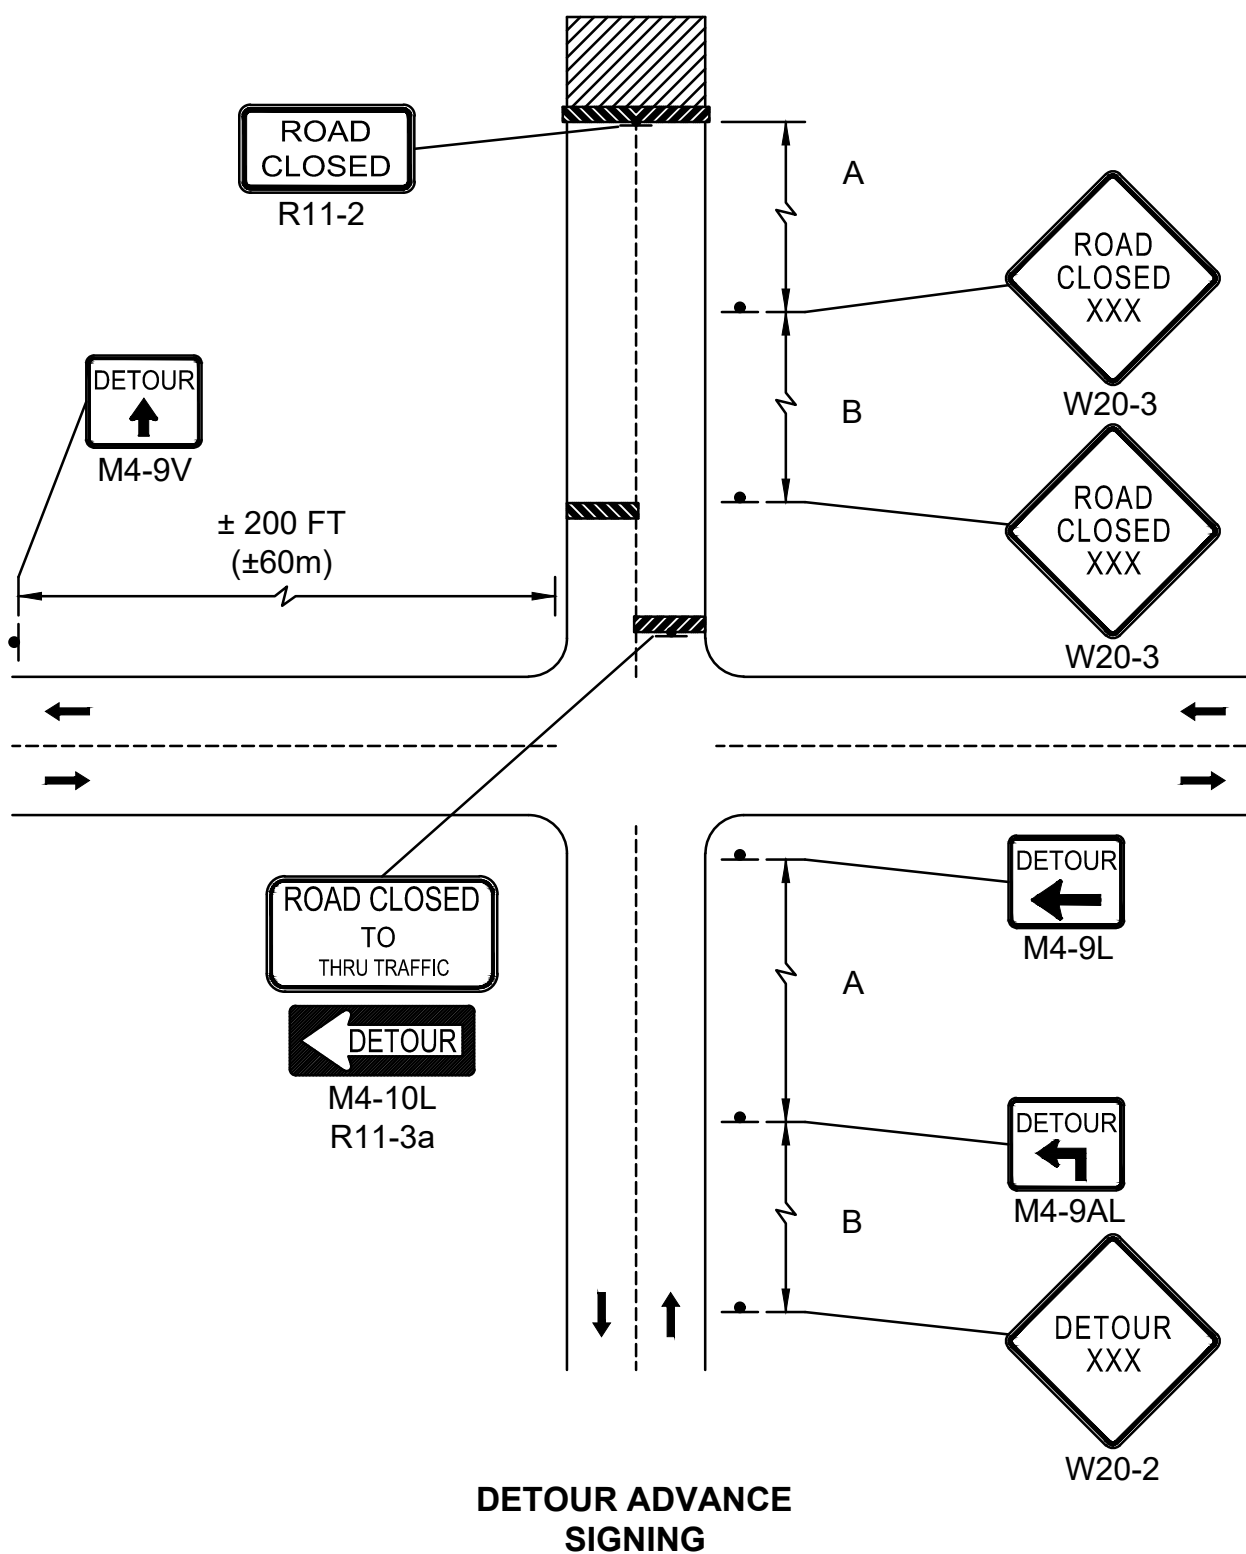 ROAD
CLOSED
R11-2
A
ROAD
CLOSED
XXX
W20-3
DETOUR
M4-9V
B
± 200 FT
(±60m)
ROAD
CLOSED
XXX
W20-3
ROAD CLOSED
TO
THRU TRAFFIC
DETOUR
M4-10L
R11-3a
DETOUR
M4-9L
A
DETOUR
M4-9AL
B
DETOUR
XXX
W20-2
DETOUR ADVANCE
SIGNING